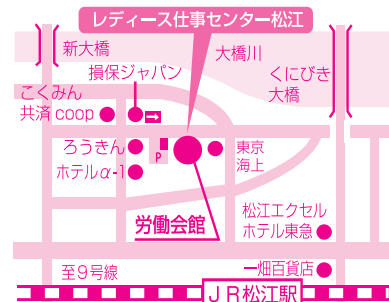 レディース仕事センター松江
新大橋
大橋川
損保ジャパン
くにびき
大橋
こくみん
共済coop
ろうきん
P
東京
海上
ホテルα-1
労働会館
松江エクセル
ホテル東急
至9号線
一畑百貨店
JR松江駅